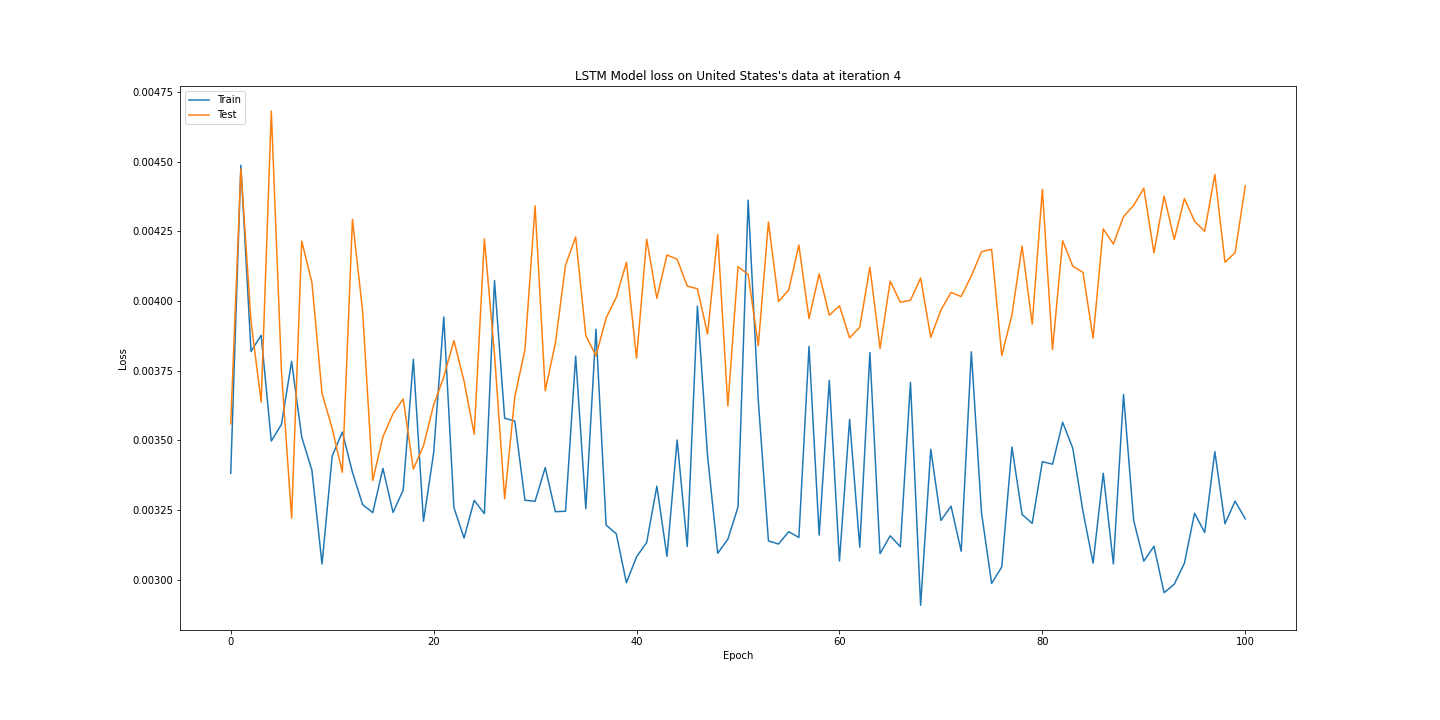 LSTM Model loss on United States's data at iteration 4
Train
Test
0.00475
0.00450
0.00425
0.00400
0.00375
0.00350
0.00325
0.00300
Loss
0 20 40 60 80 100
Epoch